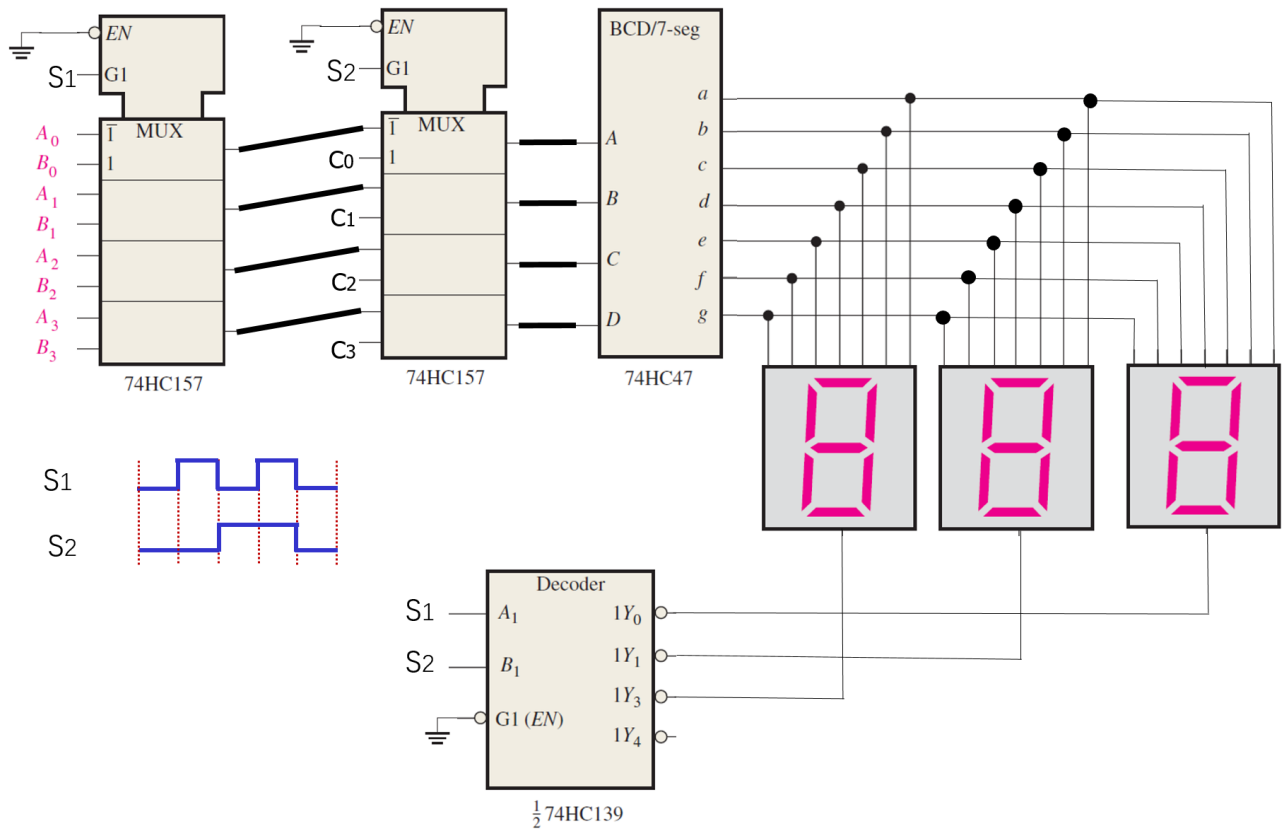 EN
S1
G1
MUX
A0
1̅
B0
1
A1
B1
A2
B2
A3
B3
74HC157
EN
S2
G1
MUX
1̅
C0
1
C1
C2
C3
74HC157
BCD/7-seg
A
B
C
D
a
b
c
d
e
f
g
74HC47
S1
S2
Decoder
S1
A1
S2
B1
G1 (EN)
1Y0
1Y1
1Y3
1Y4
½ 74HC139